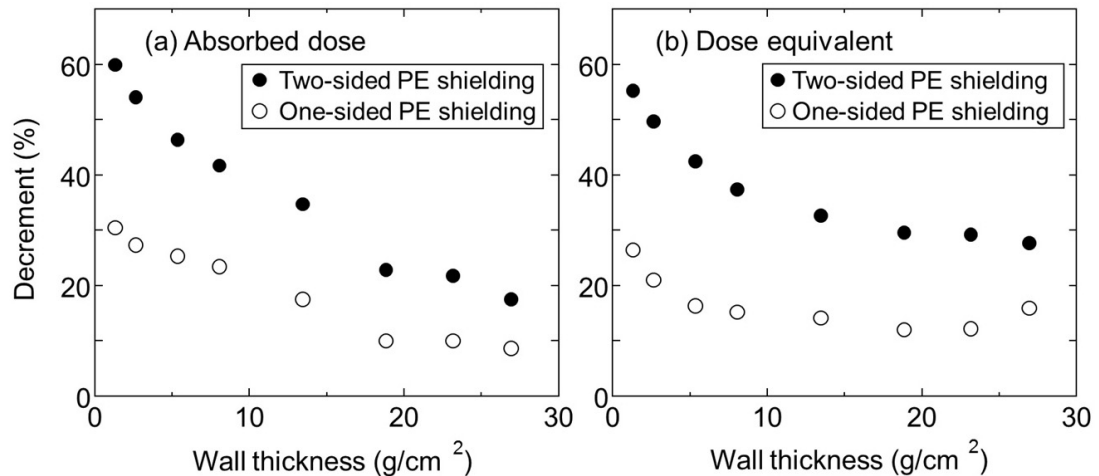 (a) Absorbed dose
Two-sided PE shielding
One-sided PE shielding
Decrement (%)
60
40
20
0
0 10 20 30
Wall thickness (g/cm 2)
(b) Dose equivalent
Two-sided PE shielding
One-sided PE shielding
60
40
20
0
0 10 20 30
Wall thickness (g/cm 2)